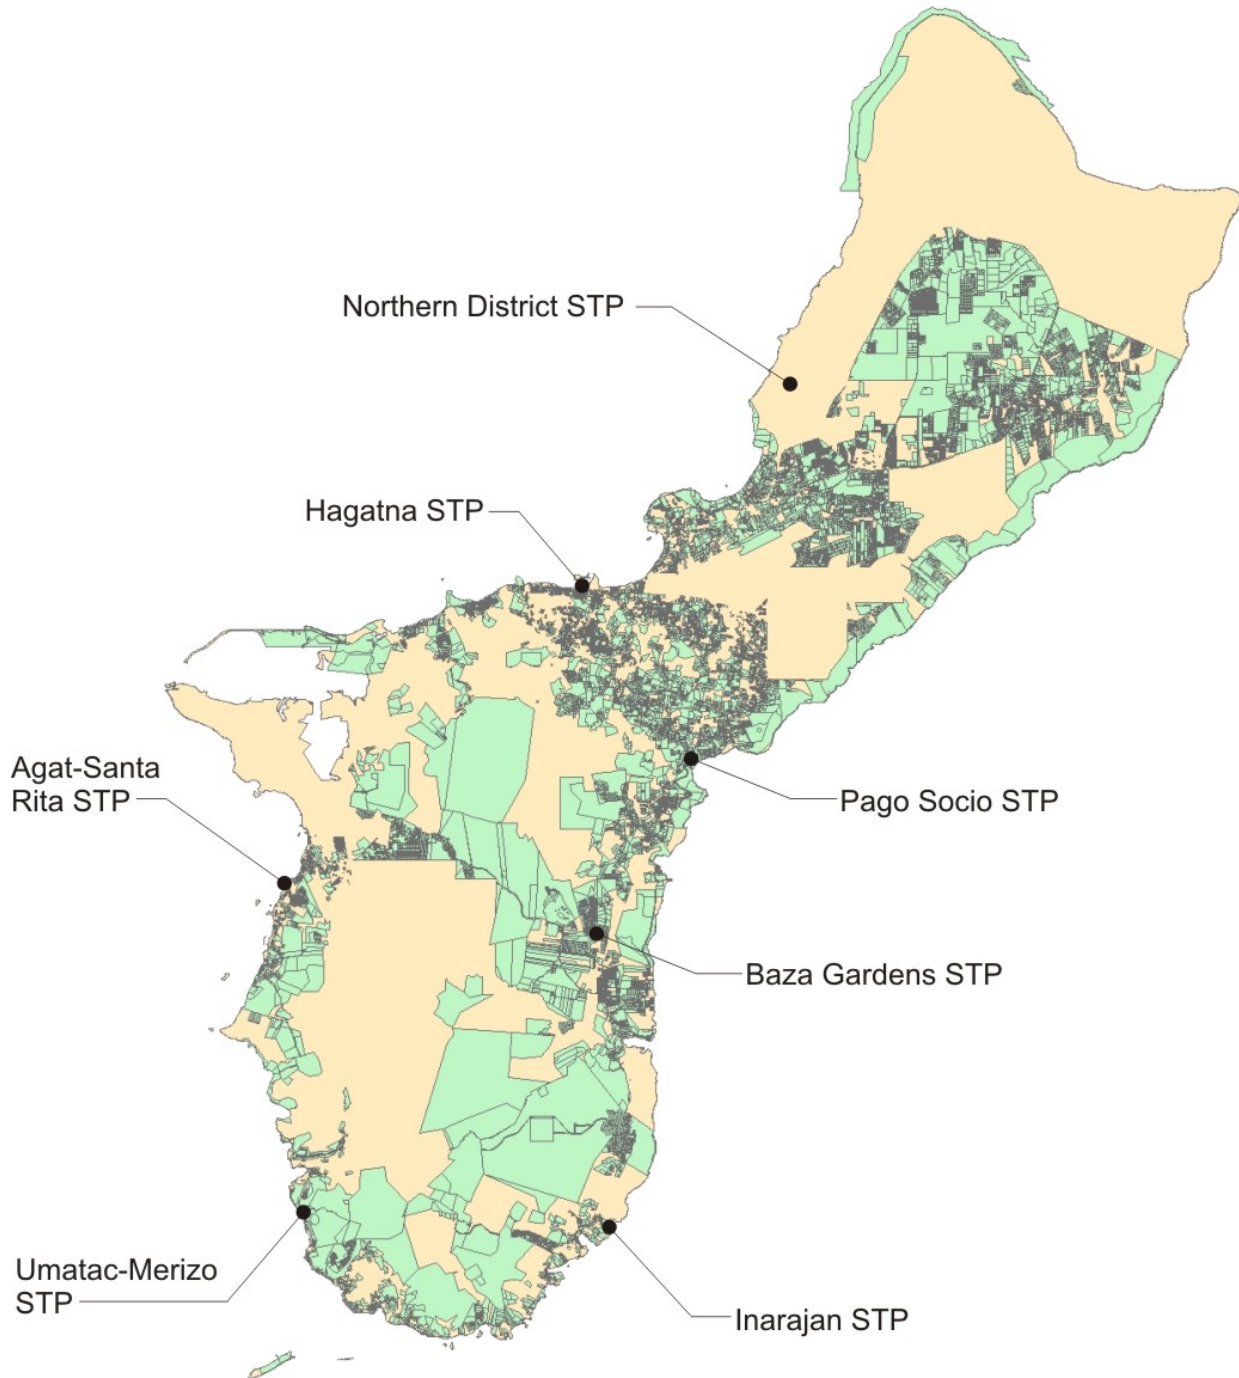 Northern District STP
Hagatna STP
Agat-Santa
Rita STP
Pago Socio STP
Baza Gardens STP
Umatac-Merizo
STP
Inarajan STP